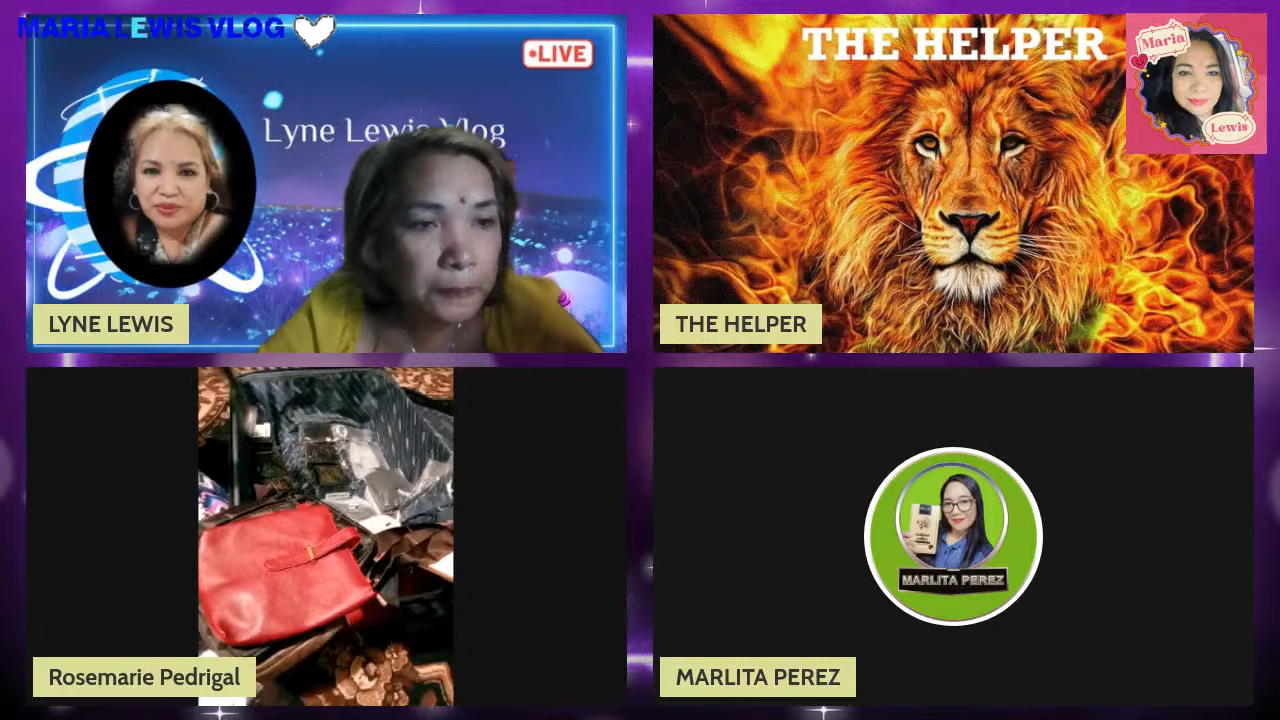 MARIA LEWIS VLOG
LIVE
Lyne Lewis Vlog
LYNE LEWIS
THE HELPER
Maria
Lewis
THE HELPER
Rosemarie Pedrigal
MARLITA PEREZ
MARLITA PEREZ